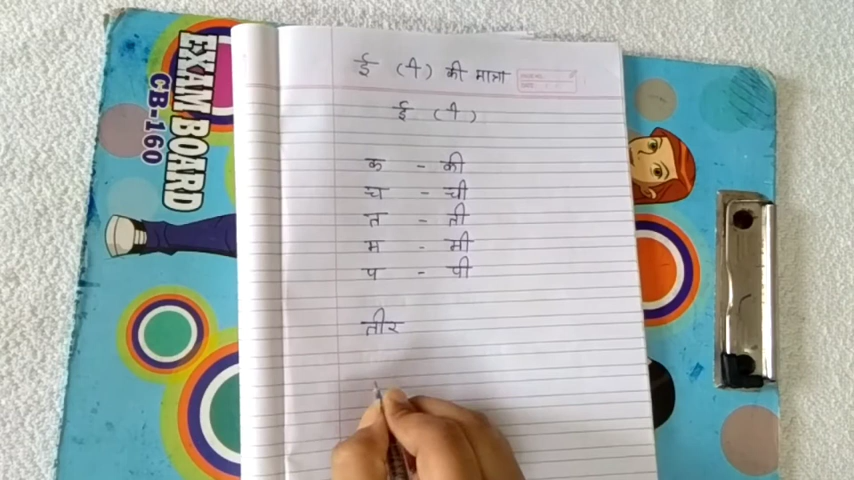 EXAM BOARD
CB-160
ई ( ी ) की मात्रा
ई ( ी )
क - की
च - ची
त - ती
म - मी
प - पी
तीर